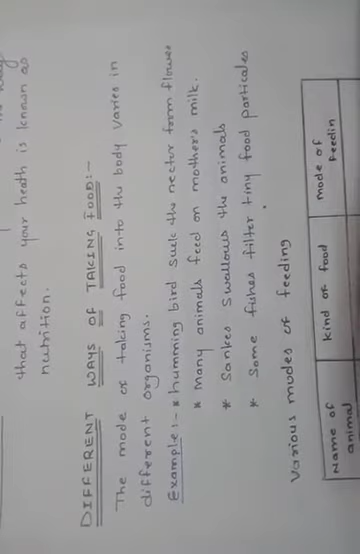 that affects your heath is known as
nutrition.
DIFFERENT WAYS OF TAKING FOOD:-
The mode of taking food into the body varies in
different organisms.
Example:- * humming bird suck the nector from flowers
* Many animals feed on mother's milk.
* Sankes swallows the animals
* Some fishes filter tiny food particales
Various modes of feeding
Name of animal
Kind of food
mode of Feedin